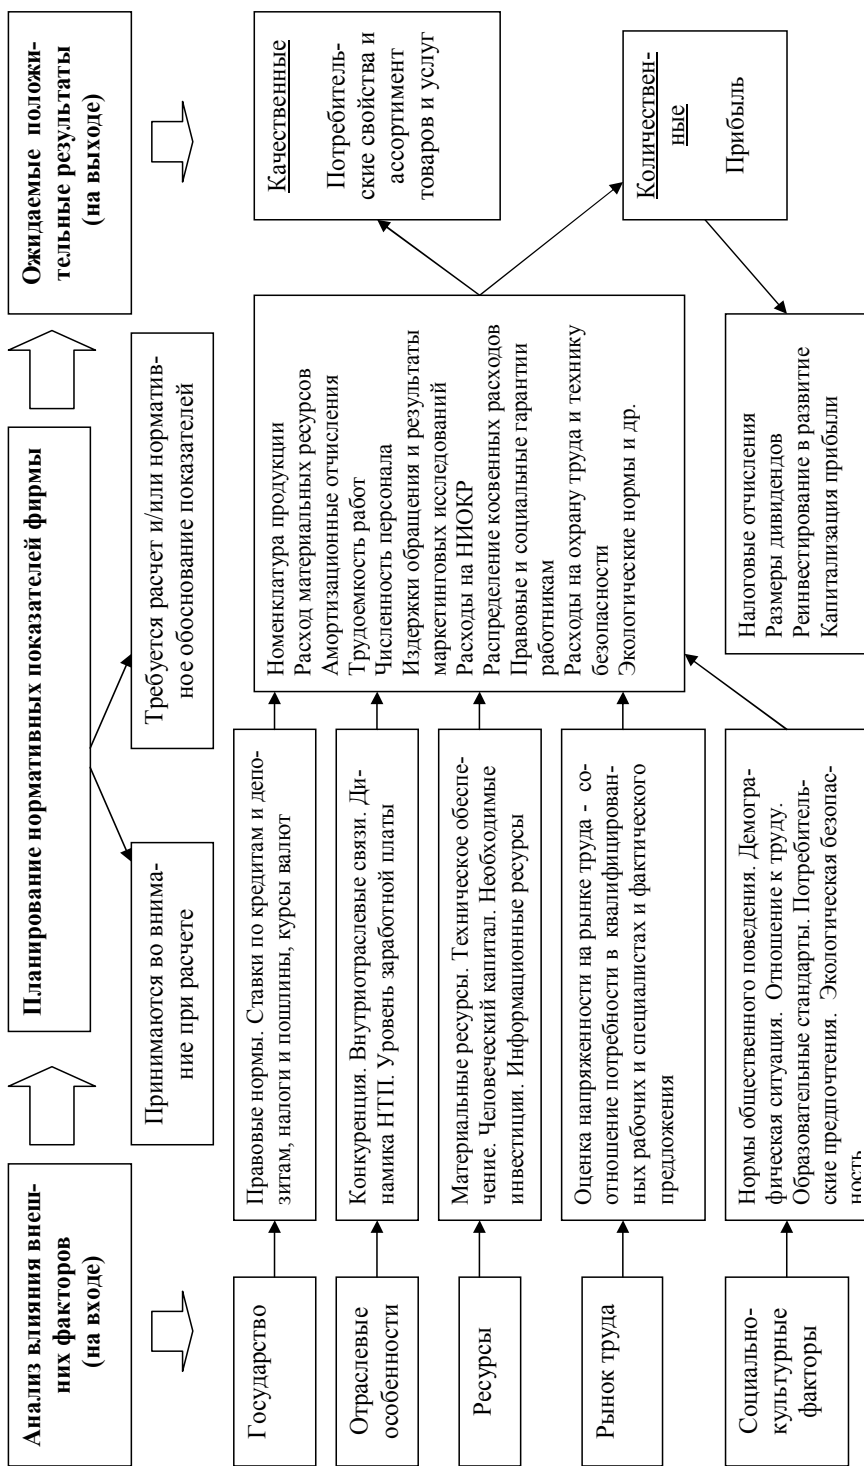 Анализ влияния внеш-
них факторов
(на входе)
Планирование нормативных показателей фирмы
Ожидаемые положи-
тельные результаты
(на выходе)
Принимаются во внима-
ние при расчете
Требуется расчет и/или норматив-
ное обоснование показателей
Государство
Правовые нормы. Ставки по кредитам и депо-
зитам, налоги и пошлины, курсы валют
Отраслевые
особенности
Конкуренция. Внутриотраслевые связи. Ди-
намика НТП. Уровень заработной платы
Ресурсы
Материальные ресурсы. Техническое обеспе-
чение. Человеческий капитал. Необходимые
инвестиции. Информационные ресурсы
Рынок труда
Оценка напряженности на рынке труда - со-
отношение потребности в квалифицирован-
ных рабочих и специалистах и фактического
предложения
Социально-
культурные
факторы
Нормы общественного поведения. Демогра-
фическая ситуация. Отношение к труду.
Образовательные стандарты. Потребитель-
ские предпочтения. Экологическая безопас-
ность
Номенклатура продукции
Расход материальных ресурсов
Амортизационные отчисления
Трудоемкость работ
Численность персонала
Издержки обращения и результаты
маркетинговых исследований
Расходы на НИОКР
Распределение косвенных расходов
Правовые и социальные гарантии
работникам
Расходы на охрану труда и технику
безопасности
Экологические нормы и др.
Качественные
Потребитель-
ские свойства и
ассортимент
товаров и услуг
Количествен-
ные
Прибыль
Налоговые отчисления
Размеры дивидендов
Реинвестирование в развитие
Капитализация прибыли